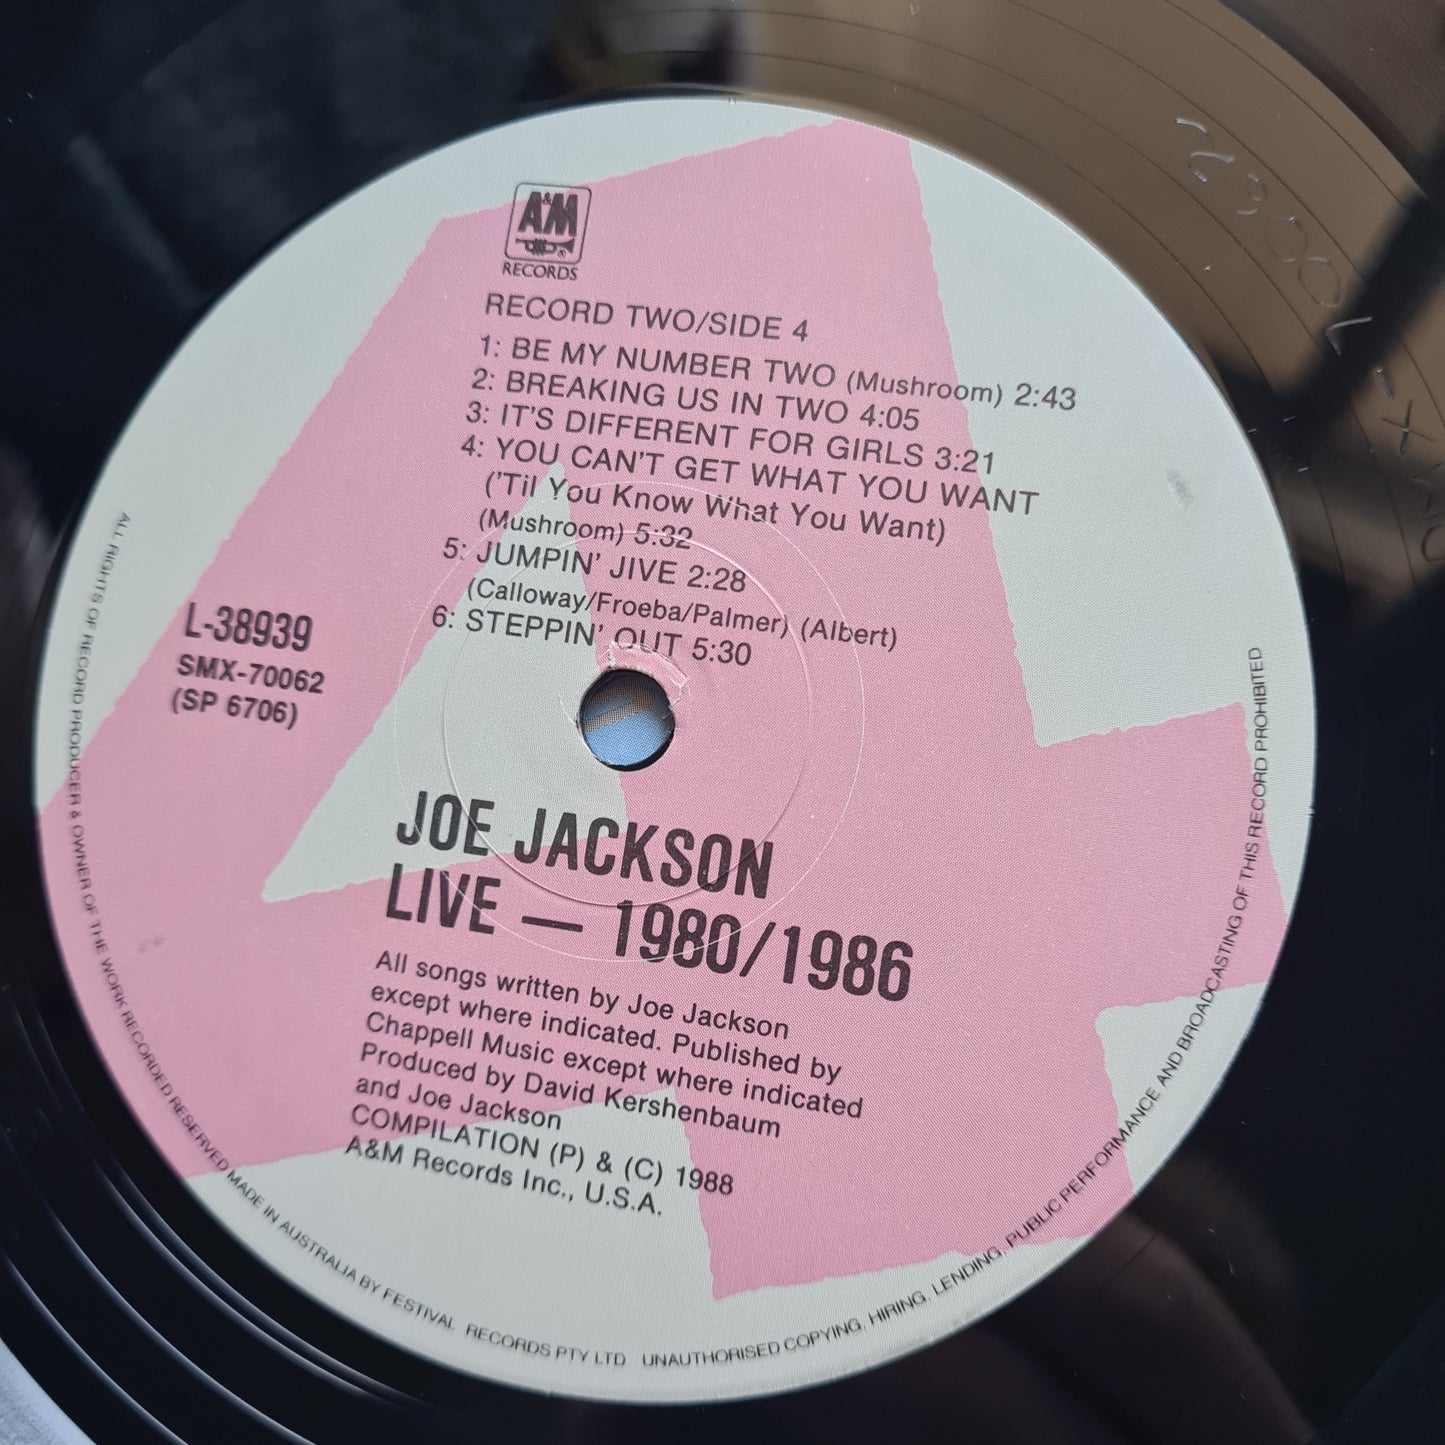 A&M
RECORDS
RECORD TWO/SIDE 4
1: BE MY NUMBER TWO (Mushroom) 2:43
2: BREAKING US IN TWO 4:05
3: IT'S DIFFERENT FOR GIRLS 3:21
4: YOU CAN'T GET WHAT YOU WANT
('Til You Know What You Want)
(Mushroom) 5:32
5: JUMPIN' JIVE 2:28
(Calloway/Froeba/Palmer) (Albert)
6: STEPPIN' OUT 5:30
L-38939
SMX-70062
(SP 6706)
JOE JACKSON
LIVE — 1980/1986
All songs written by Joe Jackson
except where indicated. Published by
Chappell Music except where indicated
Produced by David Kershenbaum
and Joe Jackson
COMPILATION (P) & (C) 1988
A&M Records Inc., U.S.A.
ALL RIGHTS OF RECORD PRODUCER & OWNER OF THE WORK RECORDED RESERVED MADE IN AUSTRALIA BY FESTIVAL RECORDS PTY LTD UNAUTHORISED COPYING, HIRING, LENDING, PUBLIC PERFORMANCE AND BROADCASTING OF THIS RECORD PROHIBITED